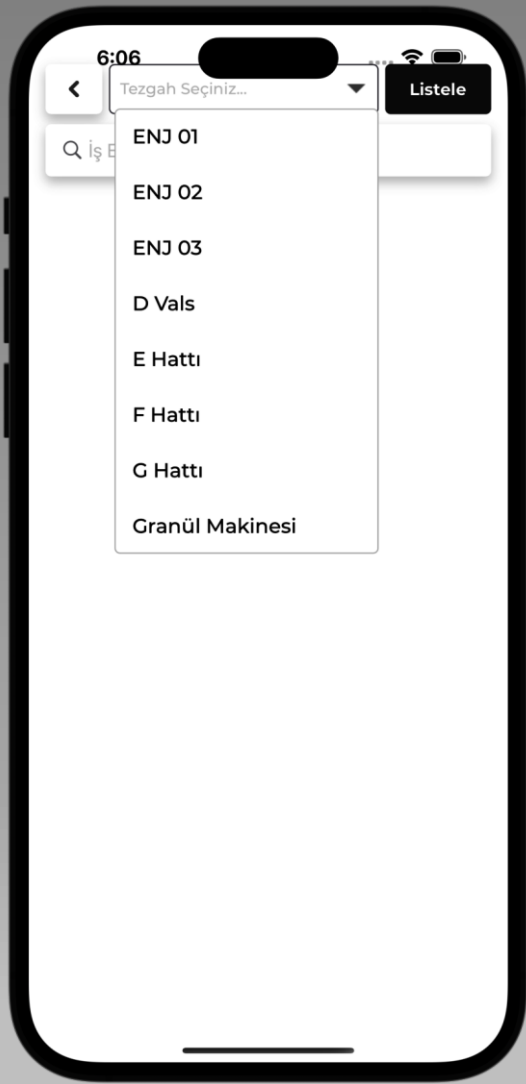 6:06
Tezgah Seçiniz...
Listele
İş
ENJ 01
ENJ 02
ENJ 03
D Vals
E Hattı
F Hattı
G Hattı
Granül Makinesi